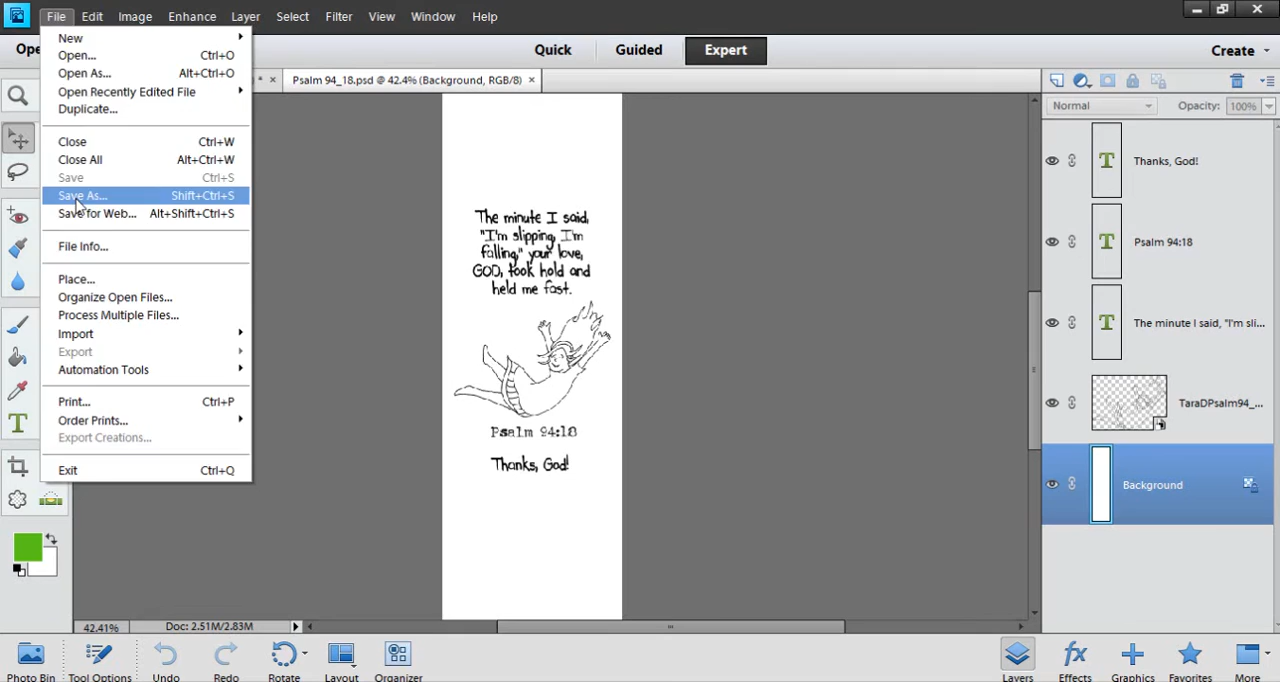 File Edit Image Enhance Layer Select Filter View Window Help
Quick Guided Expert Create
* × Psalm 94_18.psd @ 42.4% (Background, RGB/8) ×
New
Open... Ctrl+O
Open As... Alt+Ctrl+O
Open Recently Edited File
Duplicate...
Close Ctrl+W
Close All Alt+Ctrl+W
Save Ctrl+S
Save As... Shift+Ctrl+S
Save for Web... Alt+Shift+Ctrl+S
File Info...
Place...
Organize Open Files...
Process Multiple Files...
Import
Export
Automation Tools
Print... Ctrl+P
Order Prints...
Export Creations...
Exit Ctrl+Q
The minute I said,
"I'm slipping, I'm
falling," your love,
GOD, took hold and
held me fast.
Psalm 94:18
Thanks, God!
Normal Opacity: 100%
T Thanks, God!
T Psalm 94:18
T The minute I said, "I'm sli...
TaraDPsalm94_...
Background
T
42.41% Doc: 2.51M/2.83M
Photo Bin Tool Options Undo Redo Rotate Layout Organizer Layers Effects Graphics Favorites More